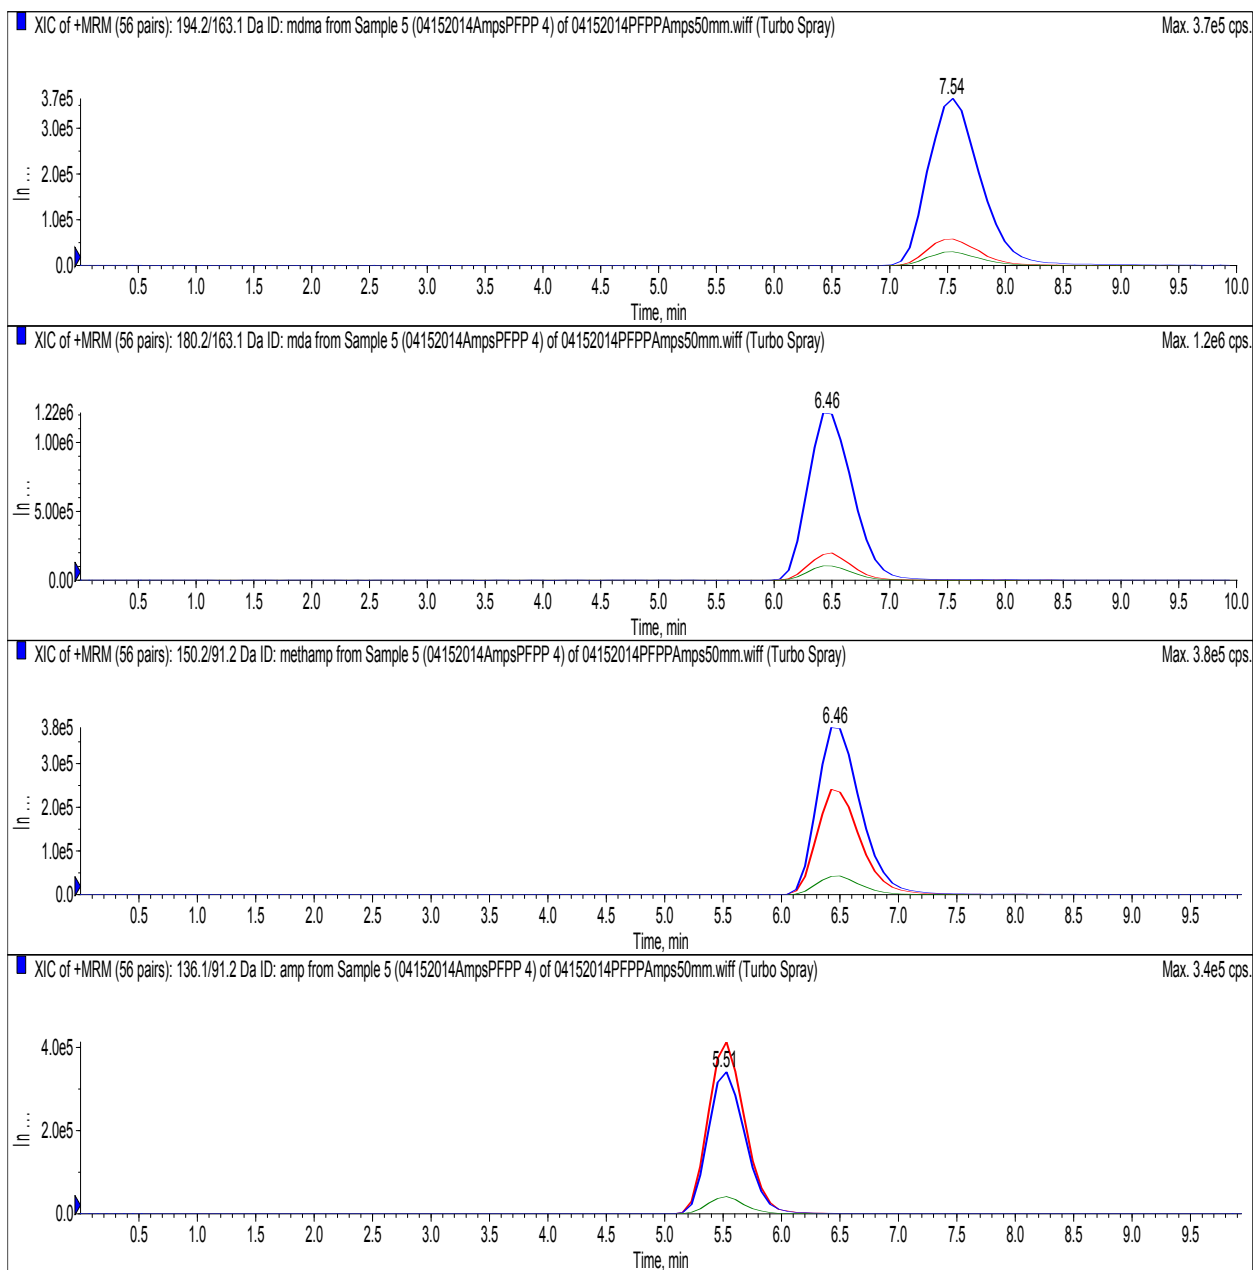 XIC of +MRM (56 pairs): 194.2/163.1 Da ID: mdma from Sample 5 (04152014AmpsPFPP 4) of 04152014PFPPAmps50mm.wiff (Turbo Spray) Max. 3.7e5 cps.
7.54
3.7e5
3.0e5
2.0e5
1.0e5
0.0
In ...
0.5 1.0 1.5 2.0 2.5 3.0 3.5 4.0 4.5 5.0 5.5 6.0 6.5 7.0 7.5 8.0 8.5 9.0 9.5 10.0
Time, min
XIC of +MRM (56 pairs): 180.2/163.1 Da ID: mda from Sample 5 (04152014AmpsPFPP 4) of 04152014PFPPAmps50mm.wiff (Turbo Spray) Max. 1.2e6 cps.
6.46
1.22e6
1.00e6
5.00e5
0.00
In ...
0.5 1.0 1.5 2.0 2.5 3.0 3.5 4.0 4.5 5.0 5.5 6.0 6.5 7.0 7.5 8.0 8.5 9.0 9.5 10.0
Time, min
XIC of +MRM (56 pairs): 150.2/91.2 Da ID: methamp from Sample 5 (04152014AmpsPFPP 4) of 04152014PFPPAmps50mm.wiff (Turbo Spray) Max. 3.8e5 cps.
6.46
3.8e5
3.0e5
2.0e5
1.0e5
0.0
In ...
0.5 1.0 1.5 2.0 2.5 3.0 3.5 4.0 4.5 5.0 5.5 6.0 6.5 7.0 7.5 8.0 8.5 9.0 9.5
Time, min
XIC of +MRM (56 pairs): 136.1/91.2 Da ID: amp from Sample 5 (04152014AmpsPFPP 4) of 04152014PFPPAmps50mm.wiff (Turbo Spray) Max. 3.4e5 cps.
5.51
4.0e5
2.0e5
0.0
In ...
0.5 1.0 1.5 2.0 2.5 3.0 3.5 4.0 4.5 5.0 5.5 6.0 6.5 7.0 7.5 8.0 8.5 9.0 9.5
Time, min